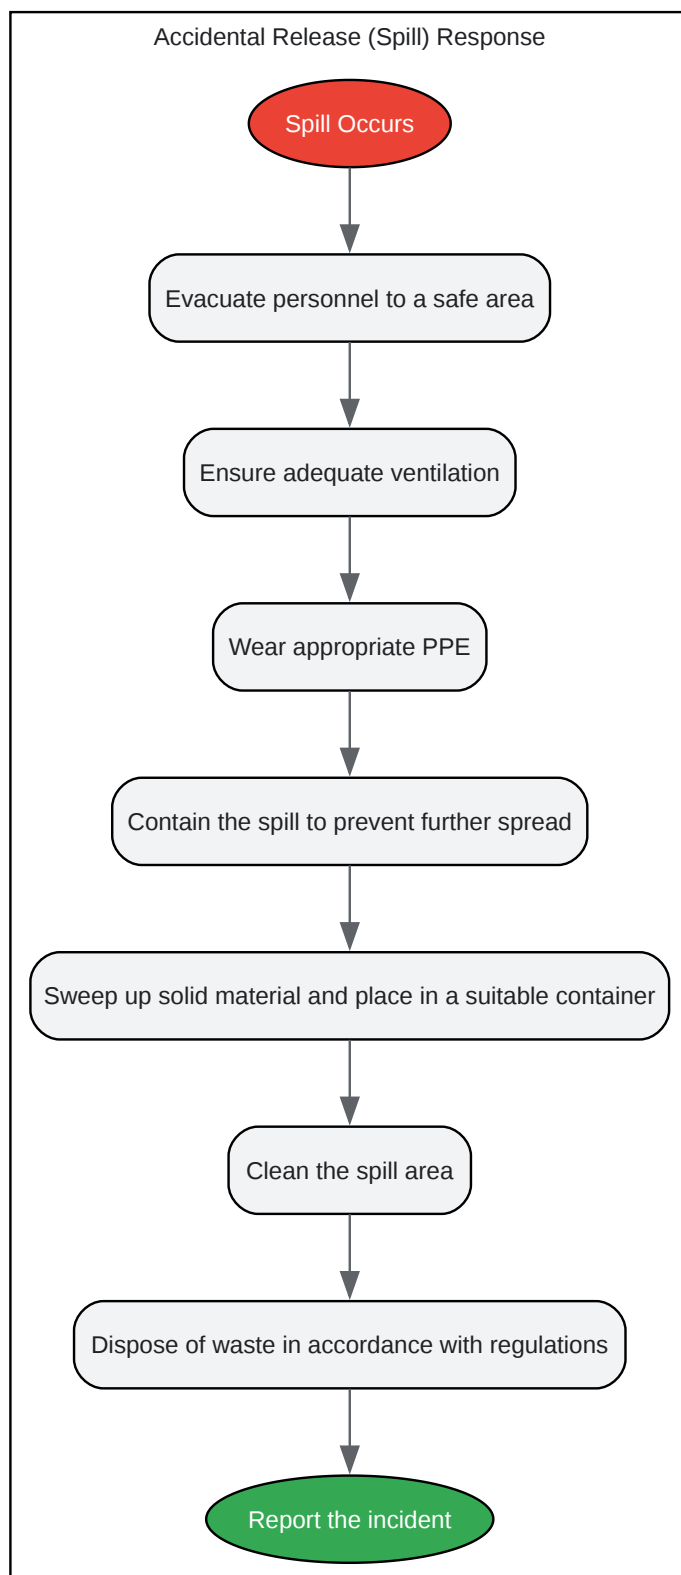 Accidental Release (Spill) Response
Spill Occurs
Evacuate personnel to a safe area
Ensure adequate ventilation
Wear appropriate PPE
Contain the spill to prevent further spread
Sweep up solid material and place in a suitable container
Clean the spill area
Dispose of waste in accordance with regulations
Report the incident